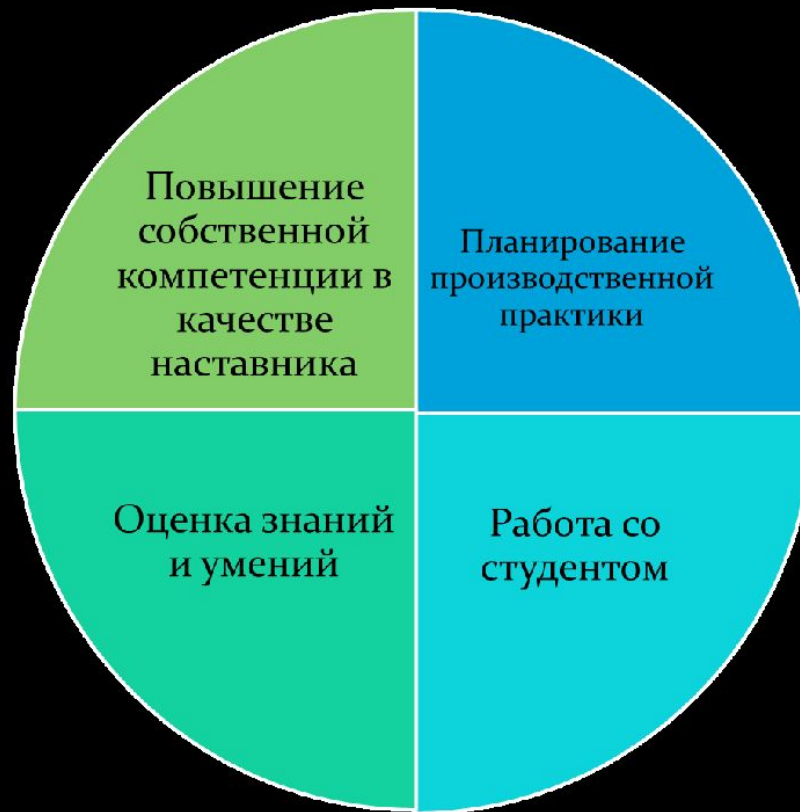 Повышение
собственной
компетенции в
качестве
наставника
Планирование
производственной
практики
Оценка знаний
и умений
Работа со
студентом